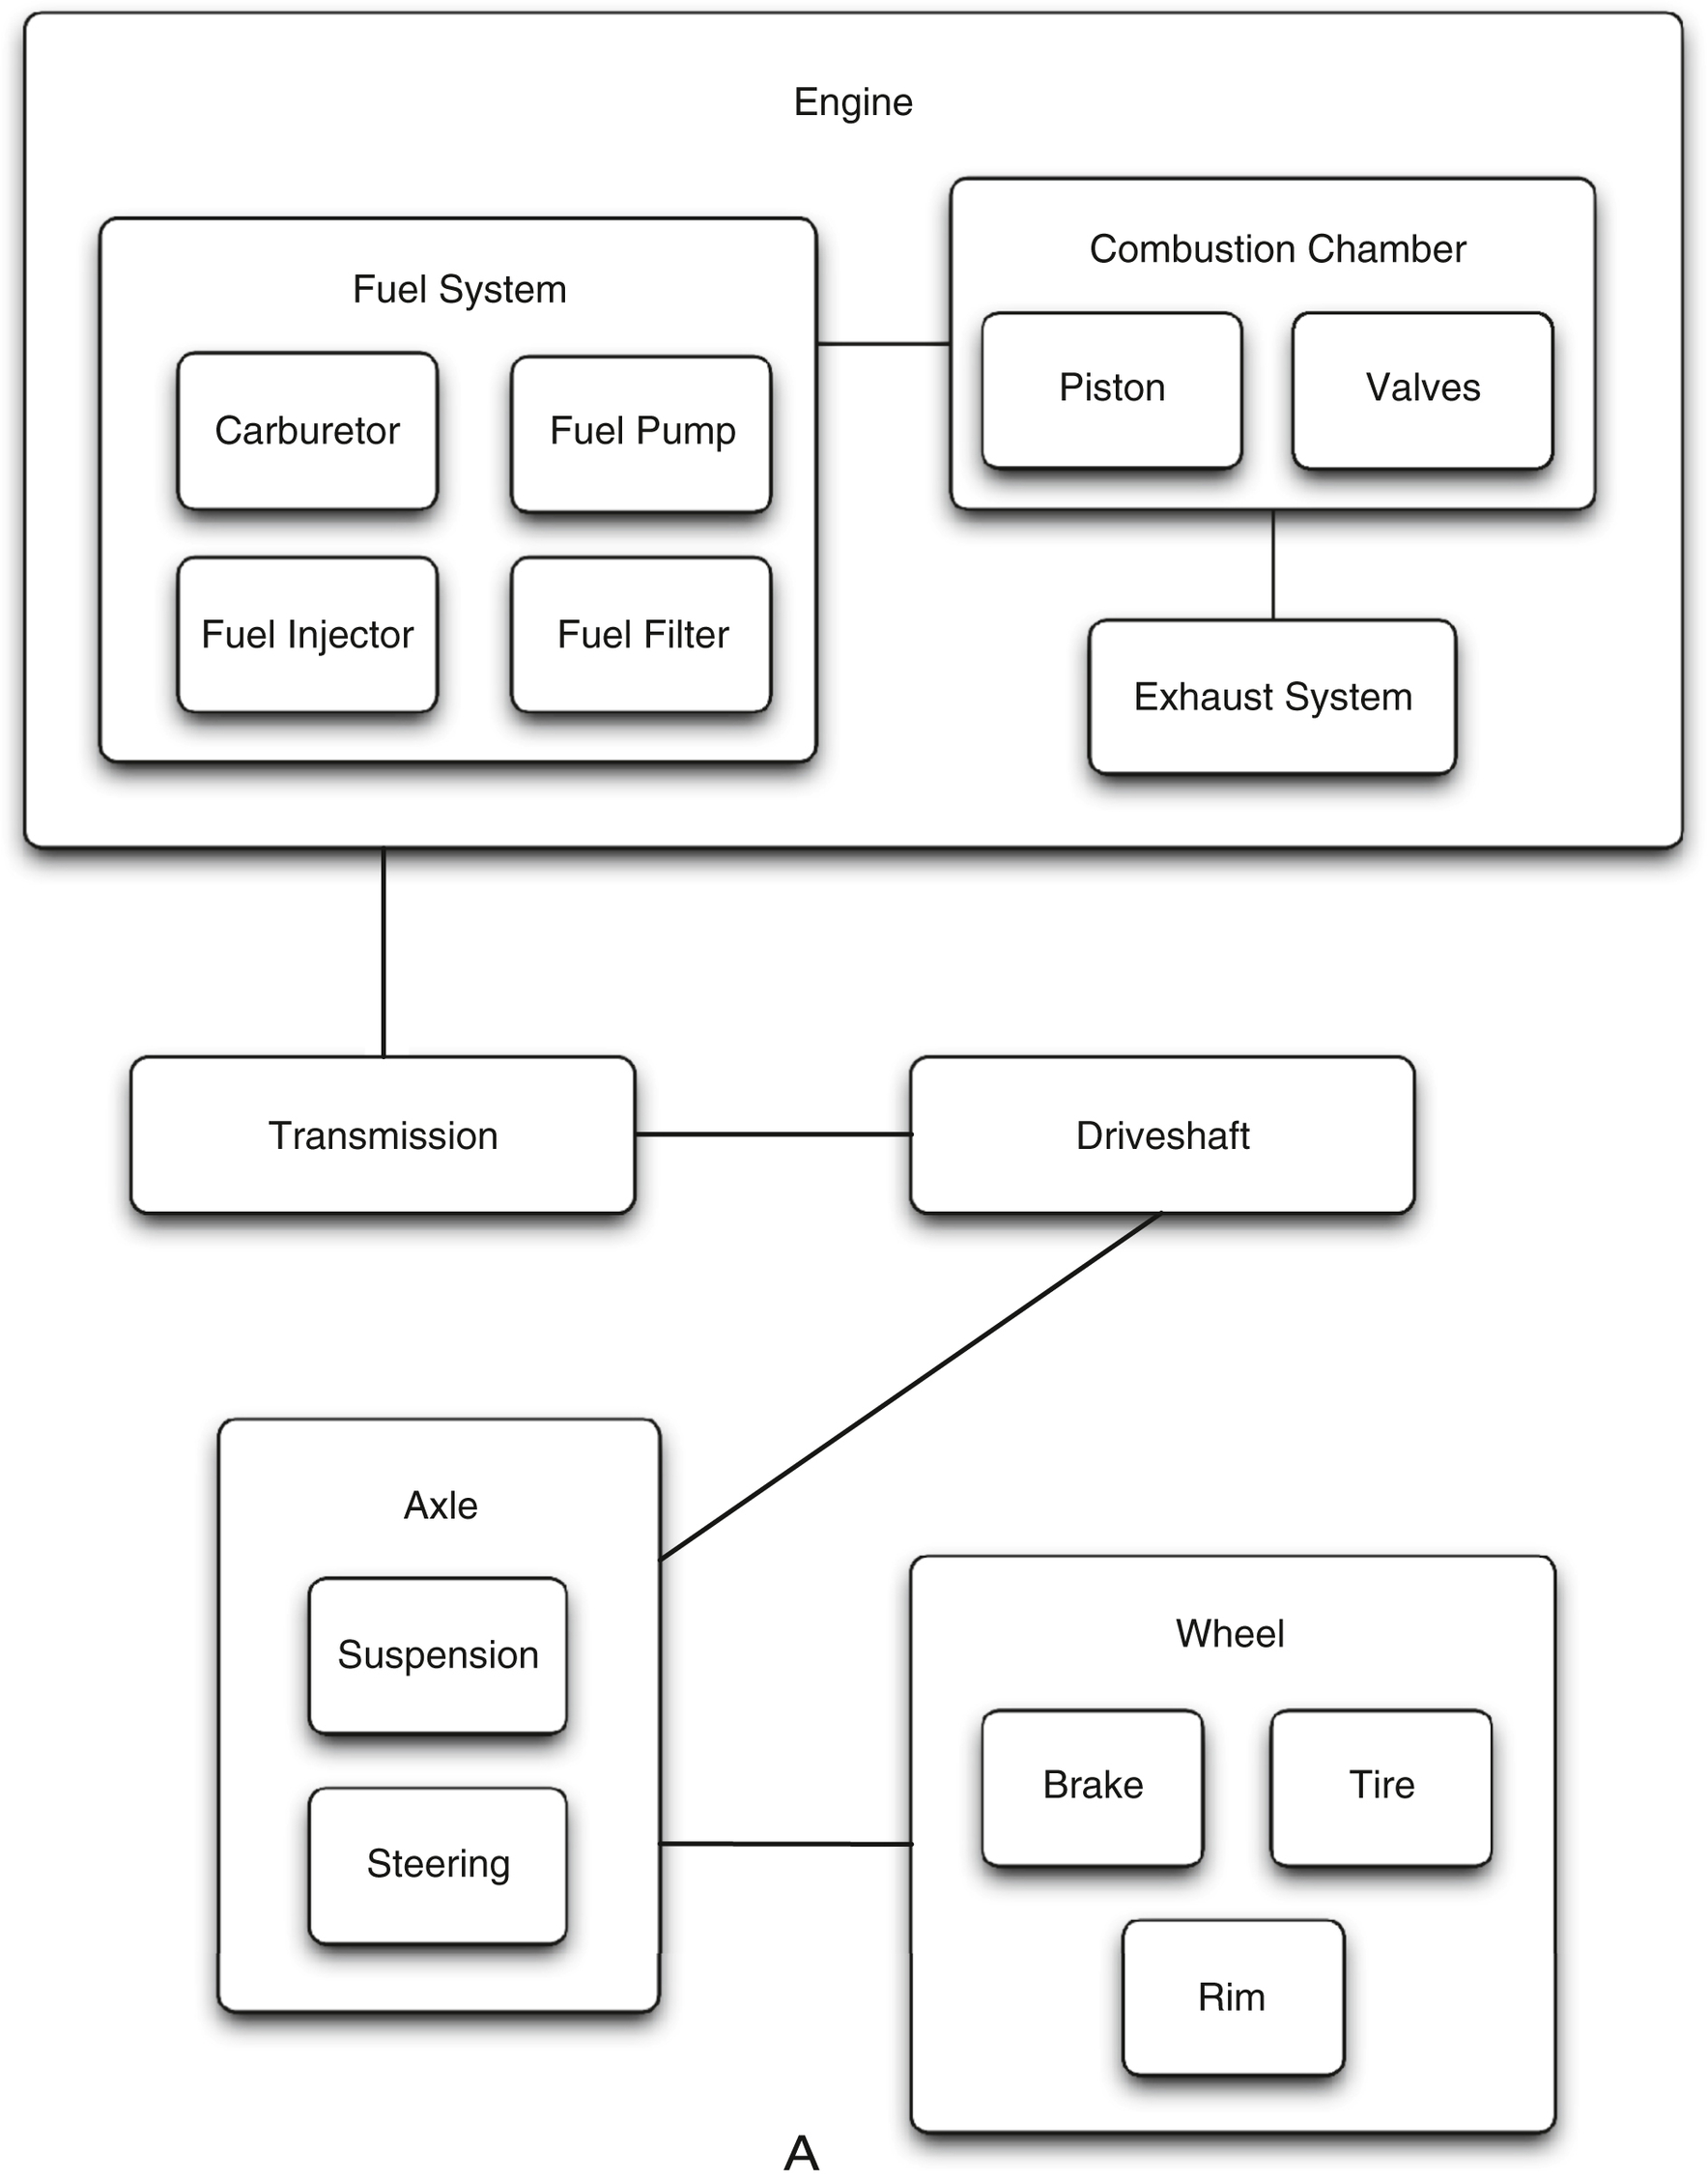 Engine
Fuel System
Combustion Chamber
Piston
Valves
Carburetor
Fuel Pump
Fuel Injector
Fuel Filter
Exhaust System
Transmission
Driveshaft
Axle
Suspension
Steering
Wheel
Brake
Tire
Rim
A